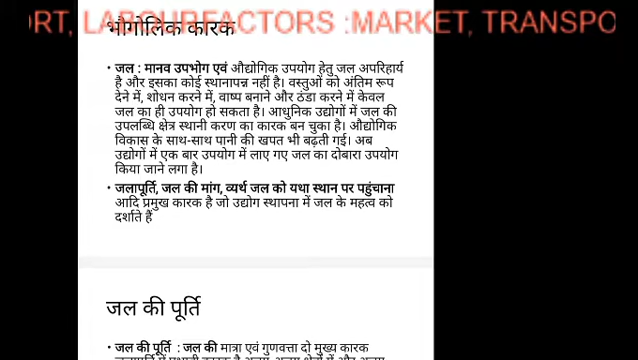 RT, LABOURFACTORS :MARKET, TRANSPO
भौगोलिक कारक
• जल : मानव उपभोग एवं औद्योगिक उपयोग हेतु जल अपरिहार्य
है और इसका कोई स्थानापन्न नहीं है। वस्तुओं को अंतिम रूप
देने में, शोधन करने में, वाष्प बनाने और ठंडा करने में केवल
जल का ही उपयोग हो सकता है। आधुनिक उद्योगों में जल की
उपलब्धि क्षेत्र स्थानी करण का कारक बन चुका है। औद्योगिक
विकास के साथ-साथ पानी की खपत भी बढ़ती गई। अब
उद्योगों में एक बार उपयोग में लाए गए जल का दोबारा उपयोग
किया जाने लगा है।
• जलापूर्ति, जल की मांग, व्यर्थ जल को यथा स्थान पर पहुंचाना
आदि प्रमुख कारक है जो उद्योग स्थापना में जल के महत्व को
दर्शाते हैं
जल की पूर्ति
• जल की पूर्ति : जल की मात्रा एवं गुणवत्ता दो मुख्य कारक